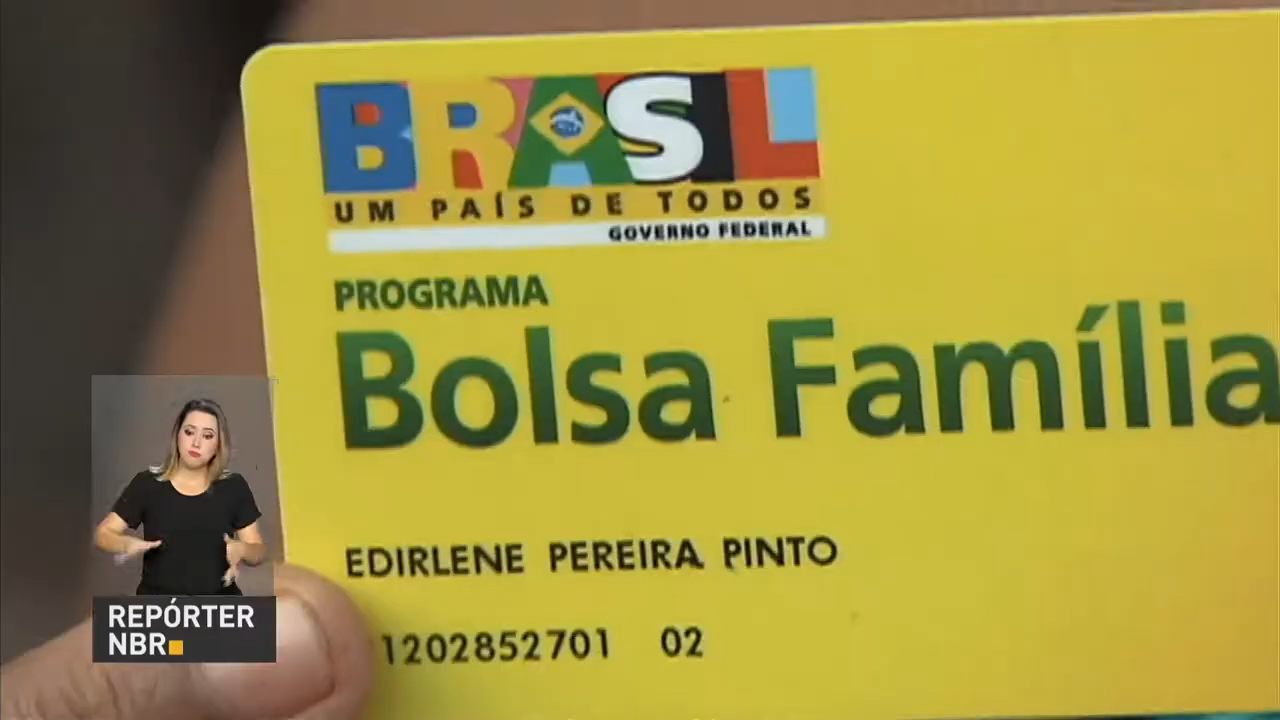 BRASIL
UM PAÍS DE TODOS
GOVERNO FEDERAL
PROGRAMA
Bolsa Família
EDIRLENE PEREIRA PINTO
1202852701 02
REPÓRTER
NBR